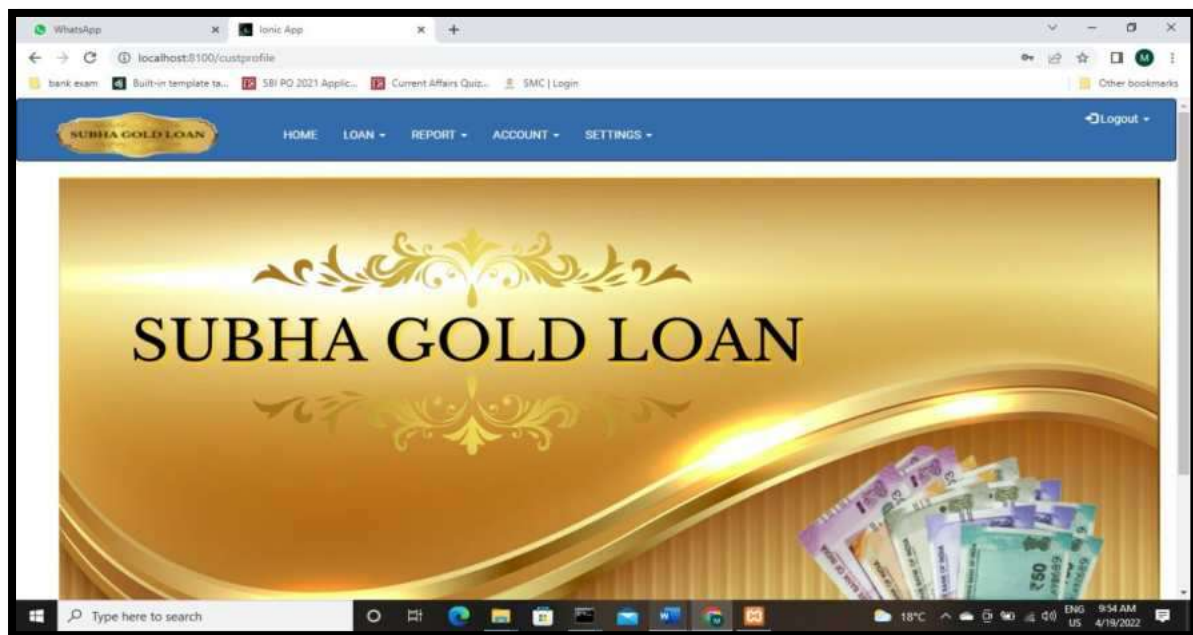 WhatsApp
Ionic App
localhost:8100/custprofile
M
bank exam Built-in template ta... SBI PO 2021 Applic... Current Affairs Quiz... SMC | Login Other bookmarks
SUBHA GOLD LOAN HOME LOAN REPORT ACCOUNT SETTINGS Logout
SUBHA GOLD LOAN
₹50
Type here to search
18°C ENG 9:54 AM
US 4/19/2022